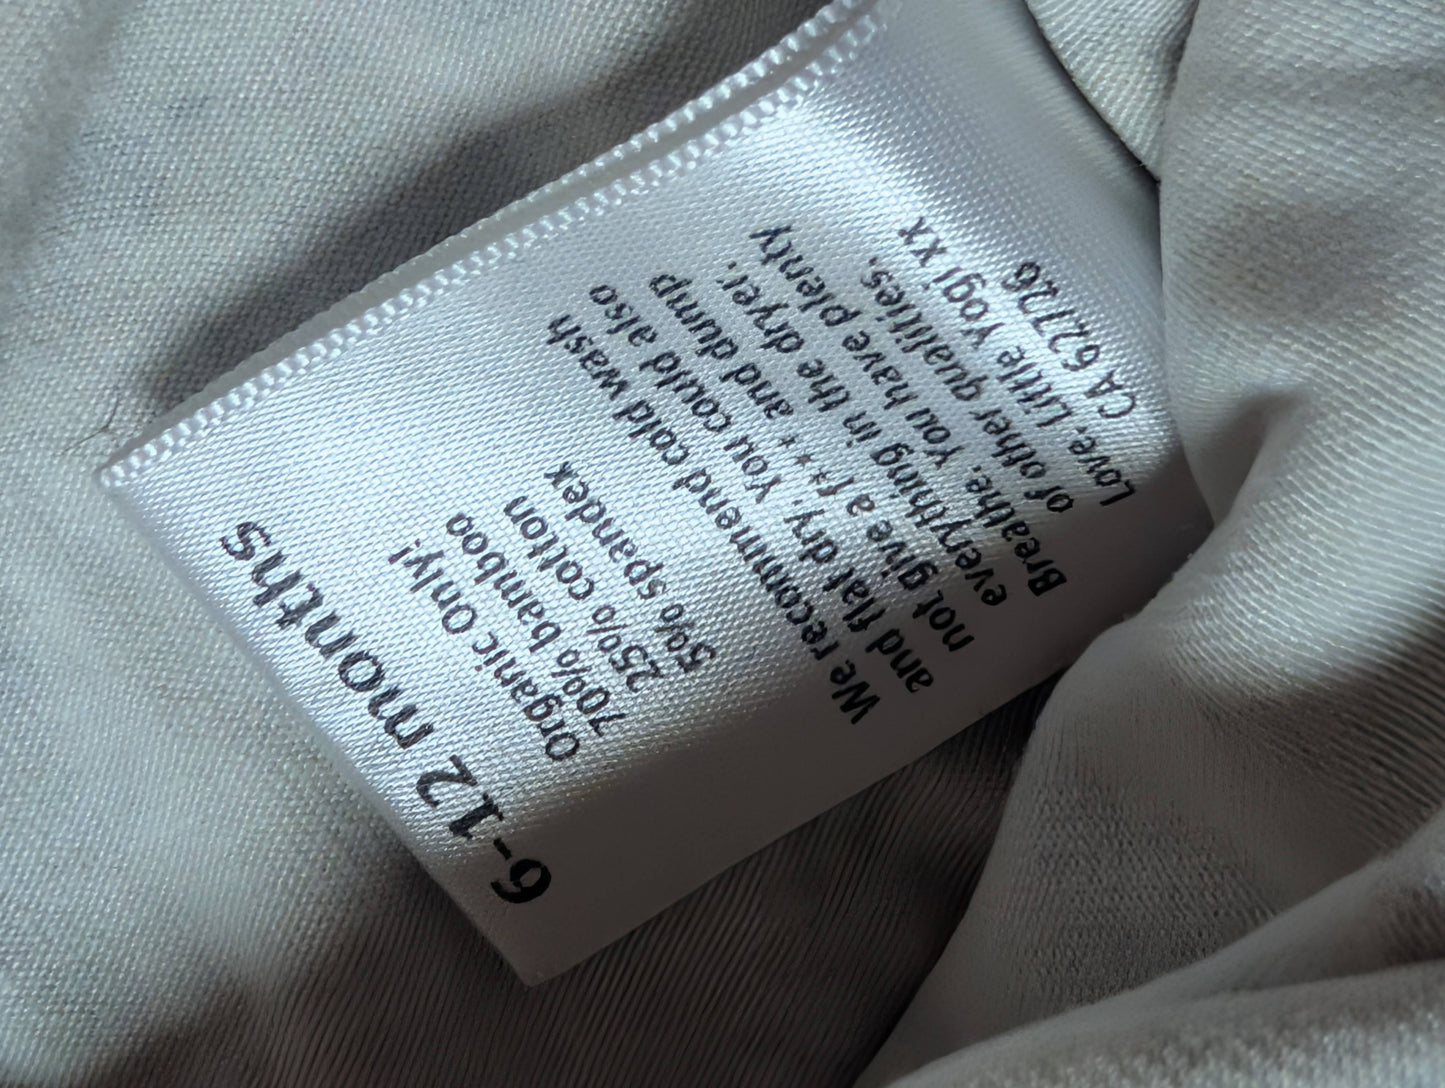 6-12 months
Organic Only!
70% bamboo
25% cotton
5% spandex
We recommend cold wash
and flat dry. You could also
not give a f*** and dump
everything in the dryer.
Breathe. You have plenty
of other qualities.
Love. Little Yogi xx
CA 62726